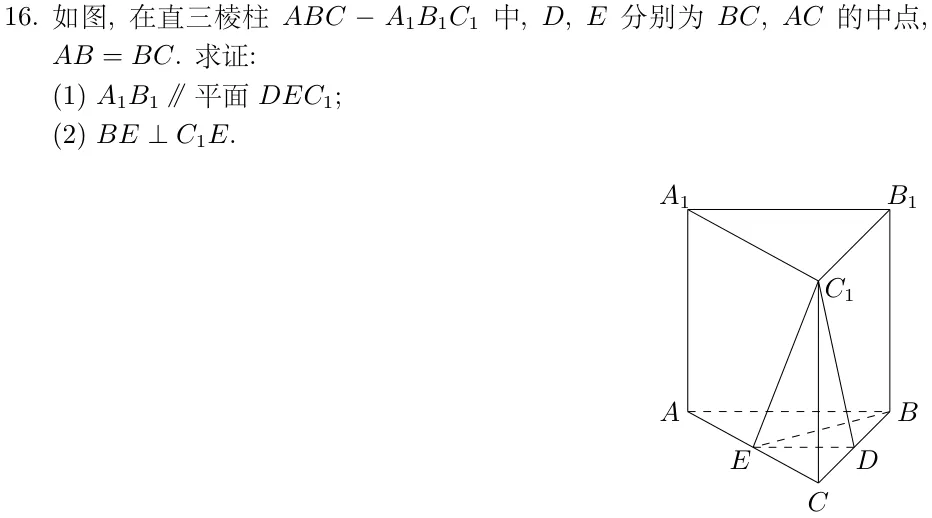 16. 如图, 在直三棱柱 ABC − A₁B₁C₁ 中, D, E 分别为 BC, AC 的中点,
AB = BC. 求证:
(1) A₁B₁ ∥ 平面 DEC₁;
(2) BE ⊥ C₁E.
A₁
B₁
C₁
A
B
E
D
C